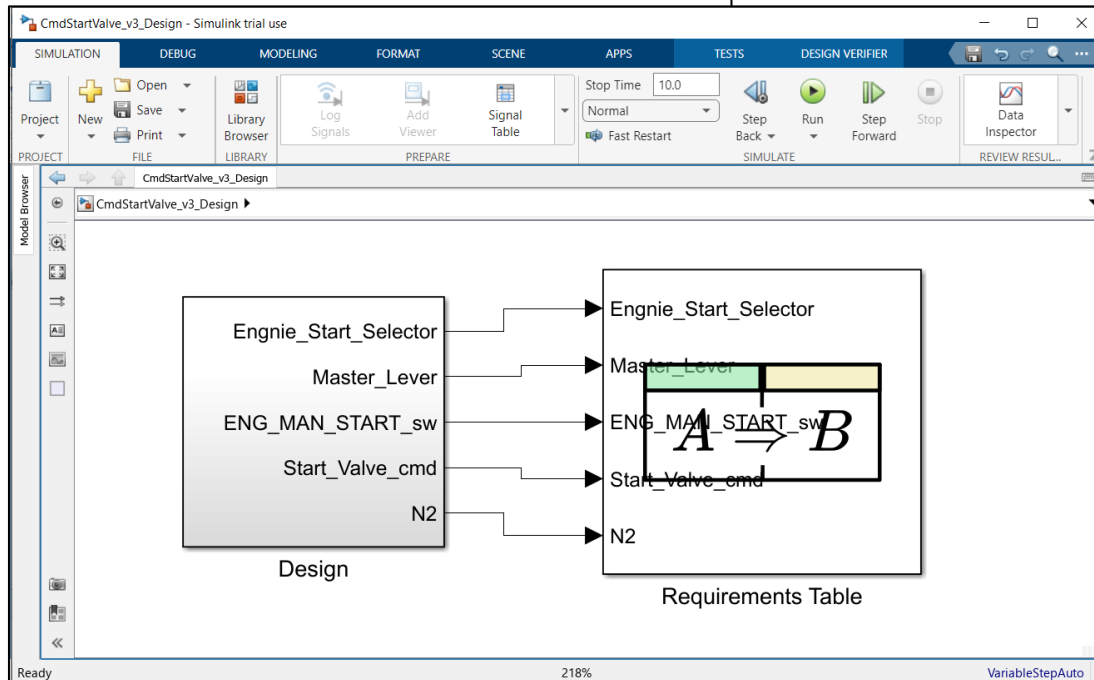 CmdStartValve_v3_Design - Simulink trial use
SIMULATION DEBUG MODELING FORMAT SCENE APPS TESTS DESIGN VERIFIER
Project
New
Open
Save
Print
Library
Browser
Log
Signals
Add
Viewer
Signal
Table
Stop Time 10.0
Normal
Fast Restart
Step
Back
Run
Step
Forward
Stop
Data
Inspector
PROJECT FILE LIBRARY PREPARE SIMULATE REVIEW RESUL...
Model Browser
CmdStartValve_v3_Design
CmdStartValve_v3_Design
Engnie_Start_Selector
Master_Lever
ENG_MAN_START_sw
Start_Valve_cmd
N2
Design
Engnie_Start_Selector
Master_Lever
ENG_MAN_START_sw
Start_Valve_cmd
N2
A ⇒ B
Requirements Table
Ready 218% VariableStepAuto